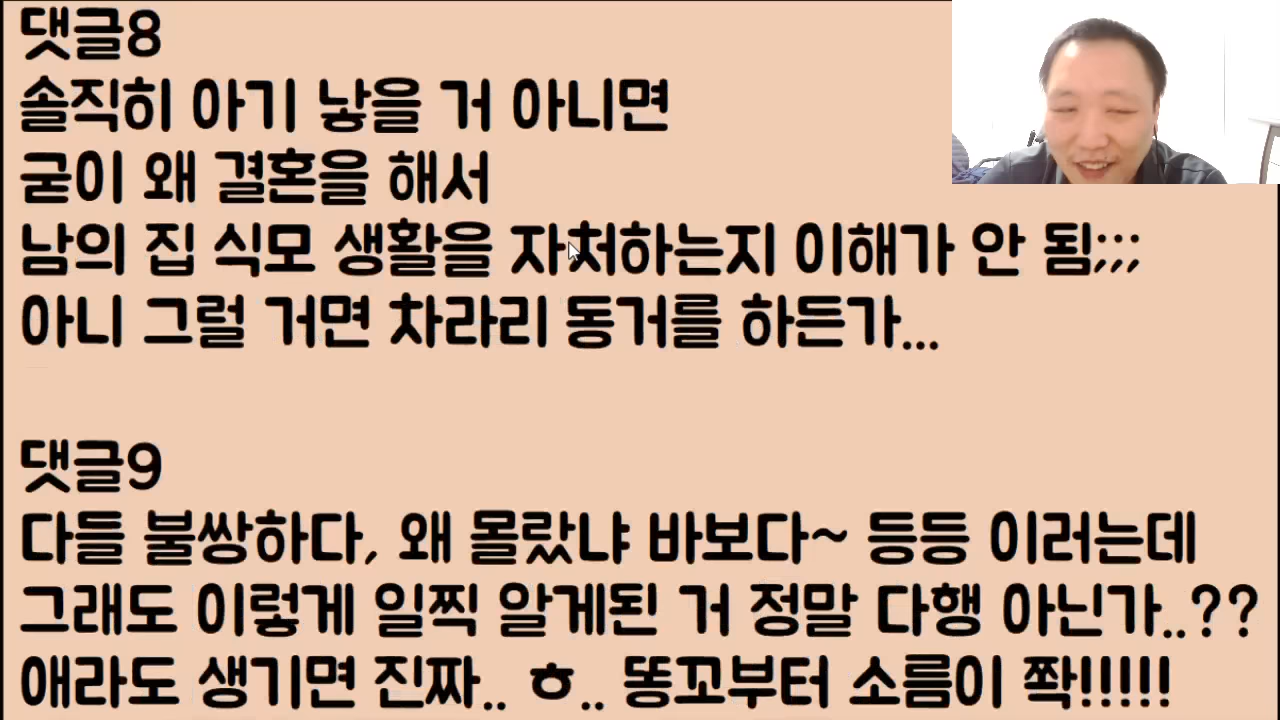 댓글8
솔직히 아기 낳을 거 아니면
굳이 왜 결혼을 해서
남의 집 식모 생활을 자처하는지 이해가 안 됨;;;
아니 그럴 거면 차라리 동거를 하든가...
댓글9
다들 불쌍하다, 왜 몰랐냐 바보다~ 등등 이러는데
그래도 이렇게 일찍 알게된 거 정말 다행 아닌가..??
애라도 생기면 진짜.. ㅎ.. 똥꼬부터 소름이 쫙!!!!!